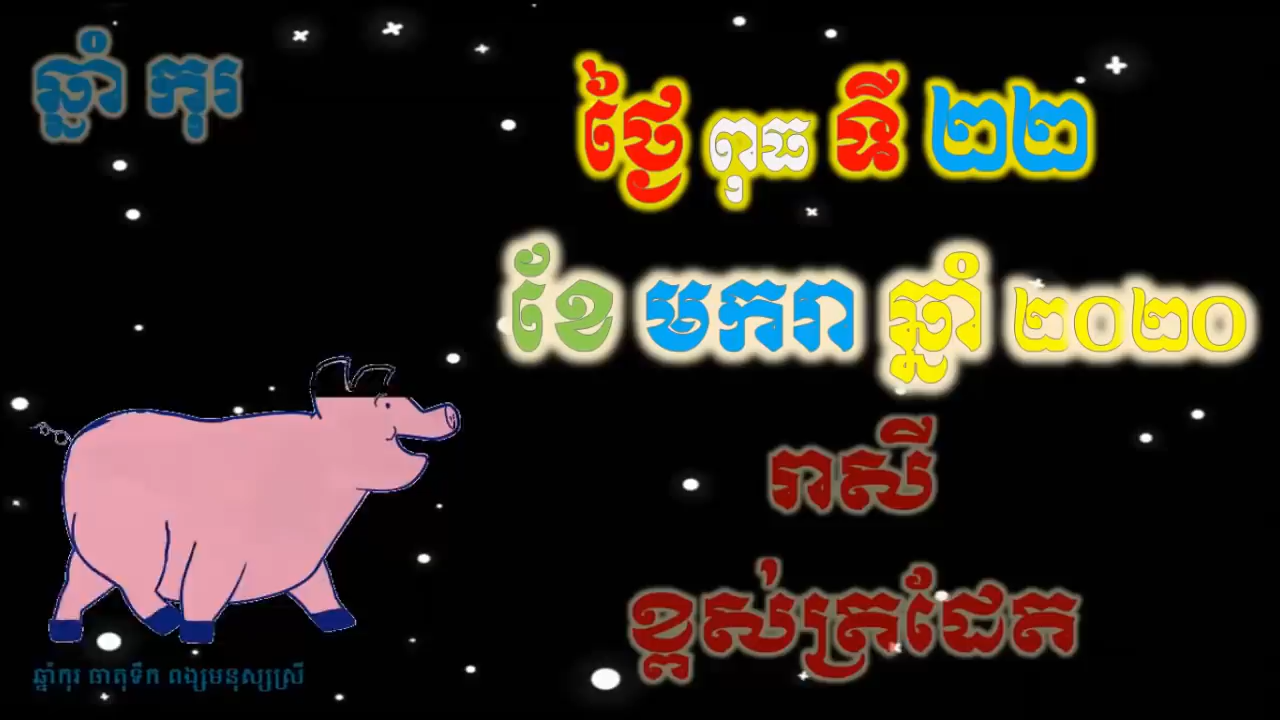 ឆ្នាំ កុរ
ថ្ងៃ ពុធ ទី ២២
ខែ មករា ឆ្នាំ ២០២០
រាសី
ខ្ពស់ត្រដែត
ឆ្នាំកុរ ធាតុទឹក ពង្សមនុស្សស្រី